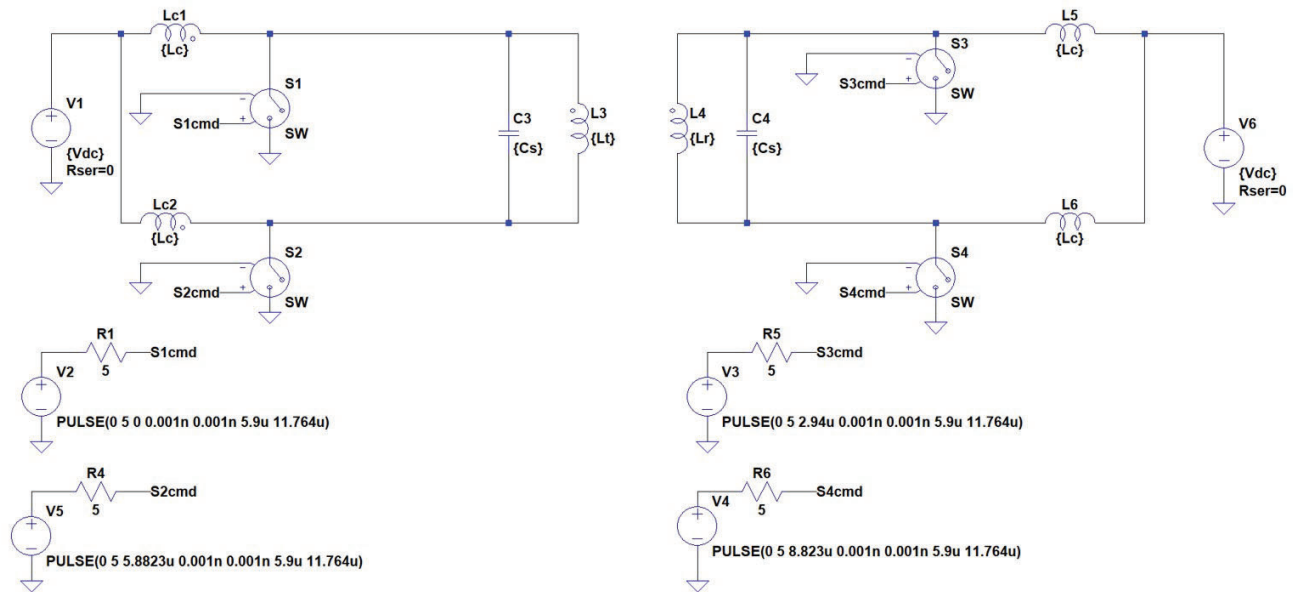 Lc1
{Lc}
V1
{Vdc}
Rser=0
S1
S1cmd
SW
C3
{Cs}
L3
{Lt}
Lc2
{Lc}
S2
S2cmd
SW
L4
{Lr}
C4
{Cs}
S3
S3cmd
SW
L5
{Lc}
V6
{Vdc}
Rser=0
S4
S4cmd
SW
L6
{Lc}
R1
5
S1cmd
V2
PULSE(0 5 0 0.001n 0.001n 5.9u 11.764u)
R5
5
S3cmd
V3
PULSE(0 5 2.94u 0.001n 0.001n 5.9u 11.764u)
R4
5
S2cmd
V5
PULSE(0 5 5.8823u 0.001n 0.001n 5.9u 11.764u)
R6
5
S4cmd
V4
PULSE(0 5 8.823u 0.001n 0.001n 5.9u 11.764u)